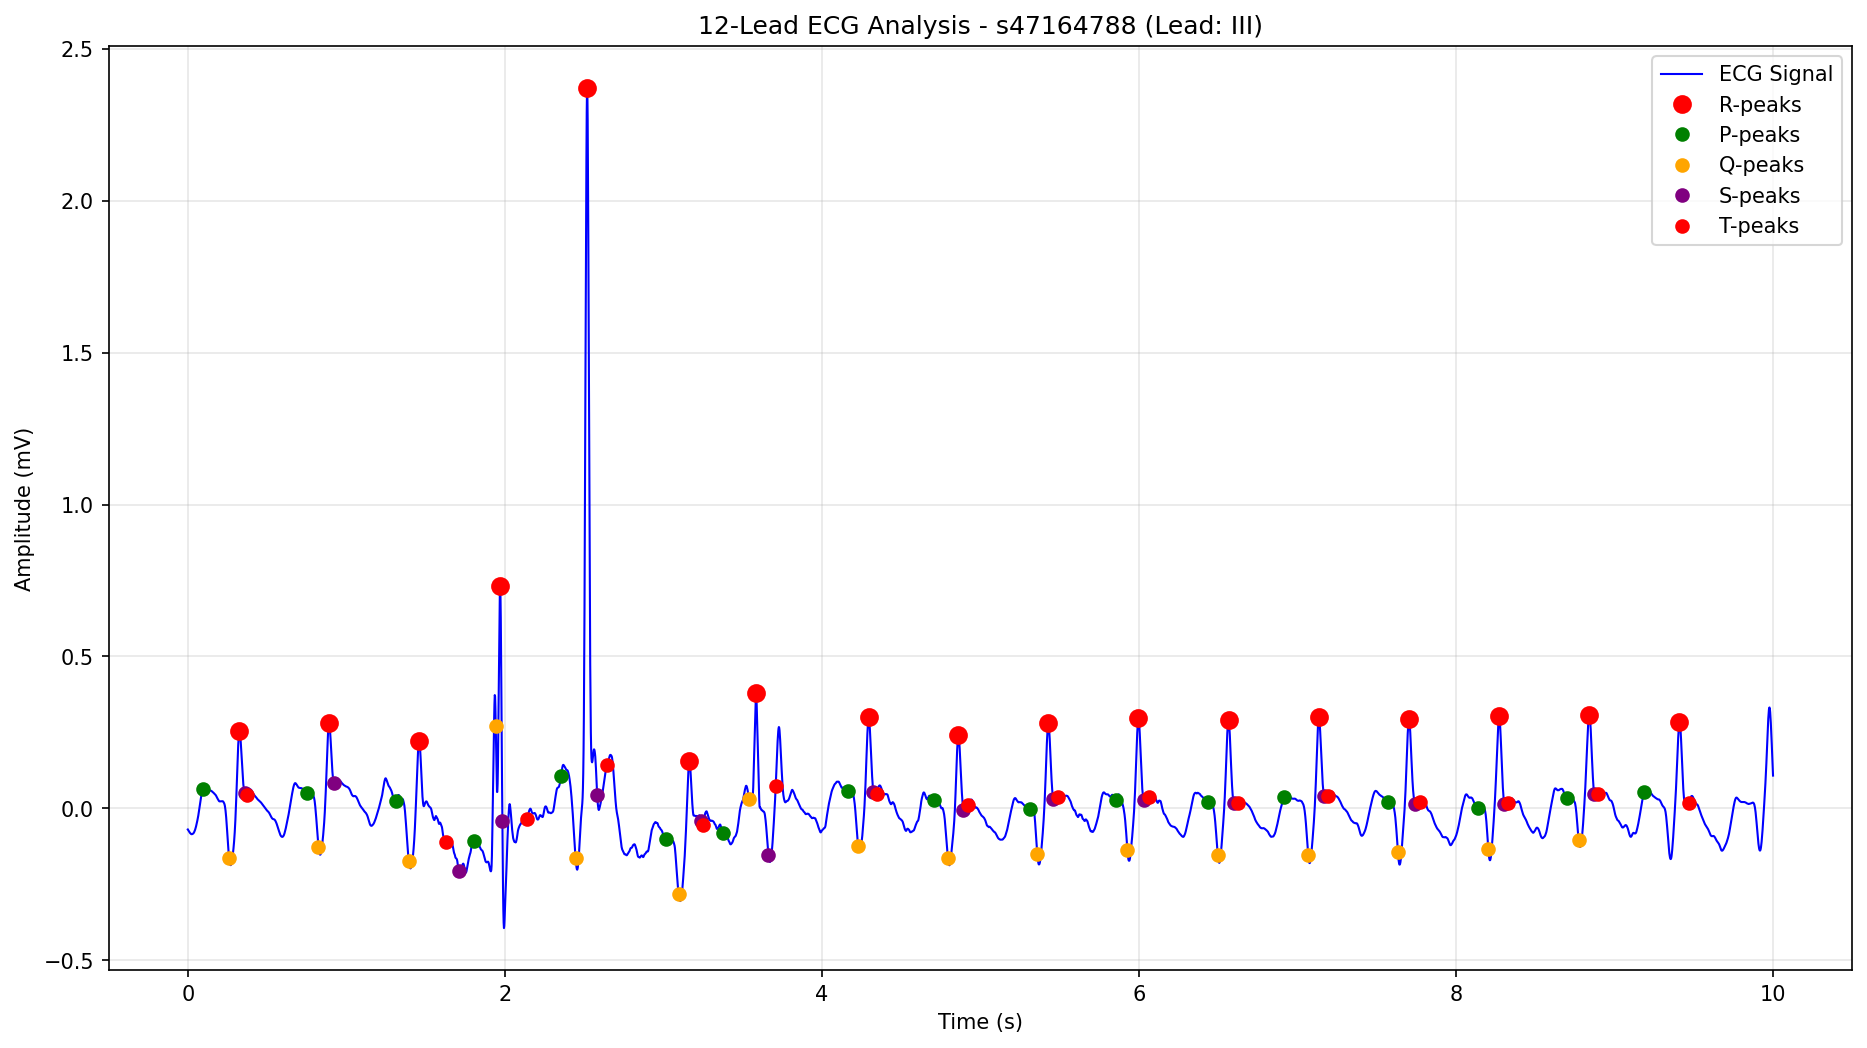 12-Lead ECG Analysis - s47164788 (Lead: III)
ECG Signal
R-peaks
P-peaks
Q-peaks
S-peaks
T-peaks
Amplitude (mV)
2.5
2.0
1.5
1.0
0.5
0.0
−0.5
0 2 4 6 8 10
Time (s)